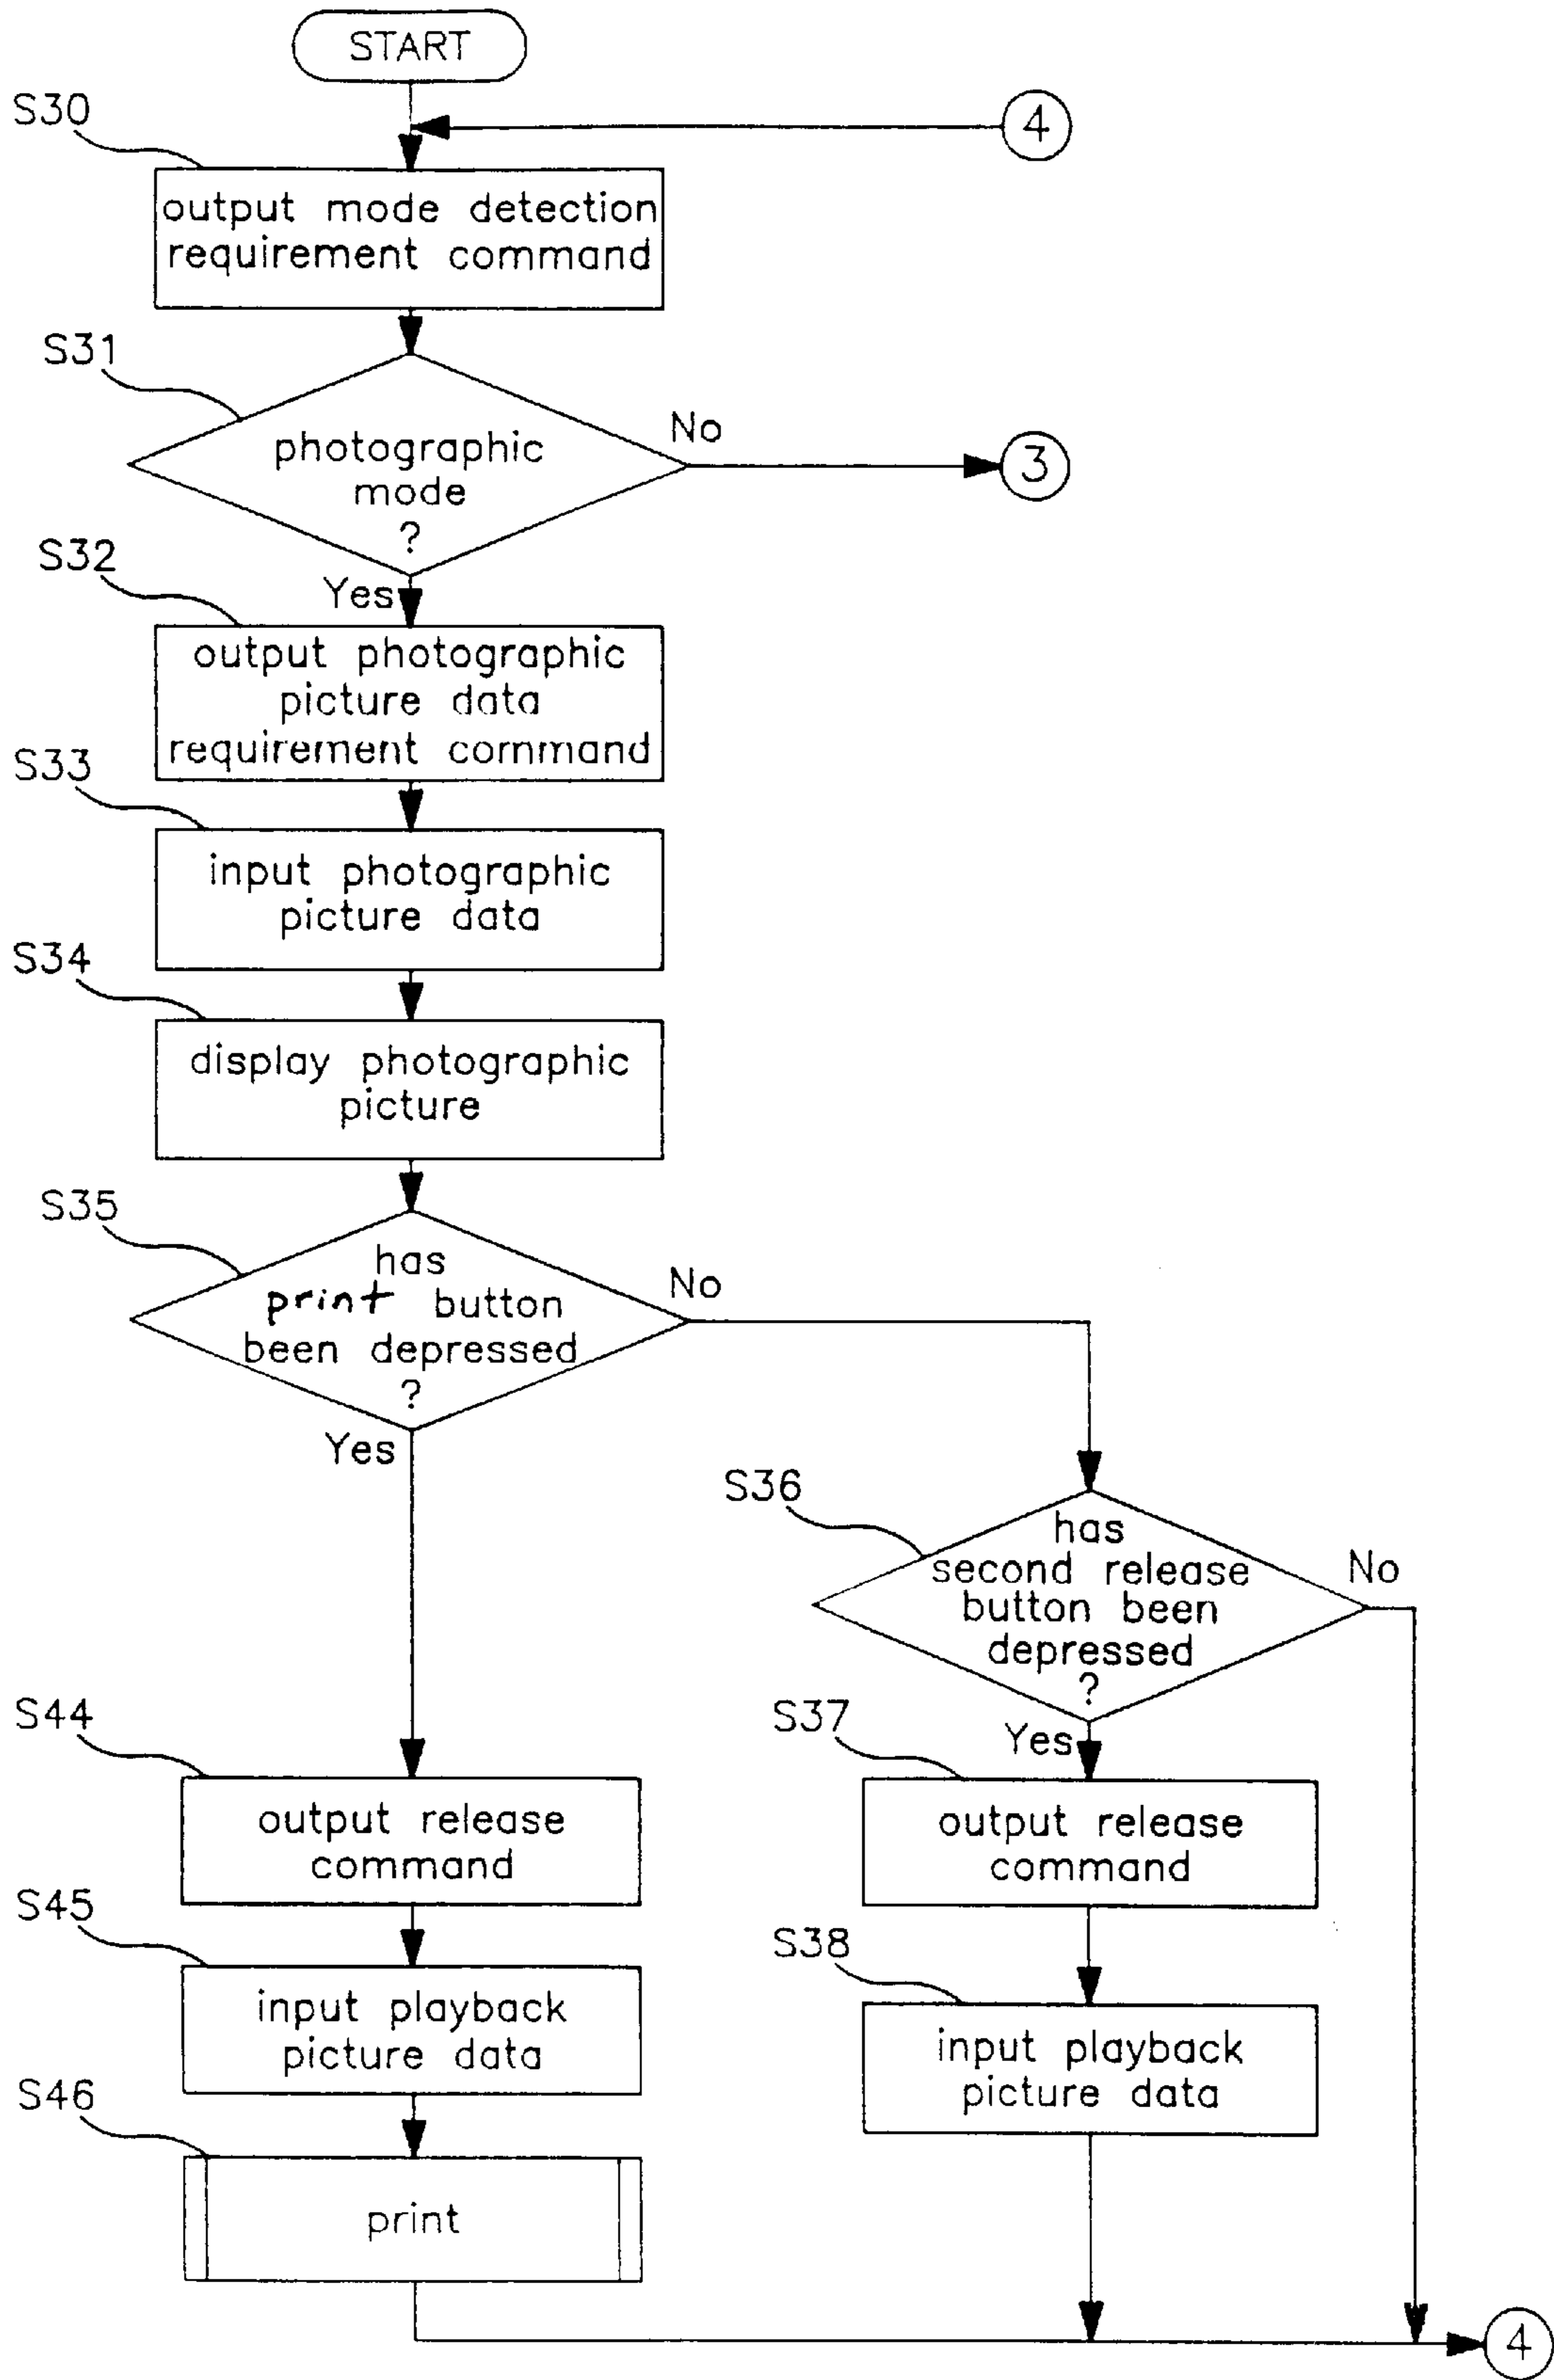 START
S30
4
output mode detection
requirement command
S31
photographic
mode
?
No
3
Yes
S32
output photographic
picture data
requirement command
S33
input photographic
picture data
S34
display photographic
picture
S35
has
print button
been depressed
?
No
Yes
S36
has
second release
button been
depressed
?
No
Yes
S44
output release
command
S37
output release
command
S45
input playback
picture data
S38
input playback
picture data
S46
print
4